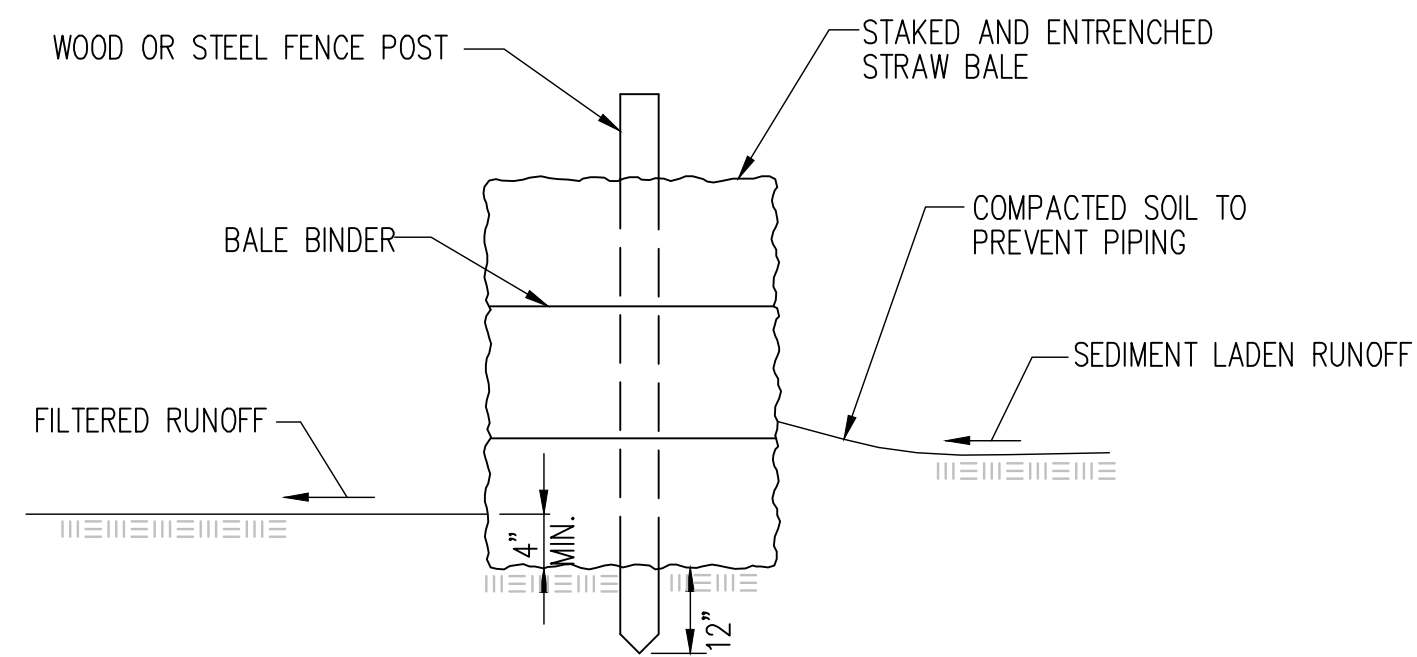 WOOD OR STEEL FENCE POST
STAKED AND ENTRENCHED
STRAW BALE
BALE BINDER
COMPACTED SOIL TO
PREVENT PIPING
SEDIMENT LADEN RUNOFF
FILTERED RUNOFF
4"
MIN.
12"